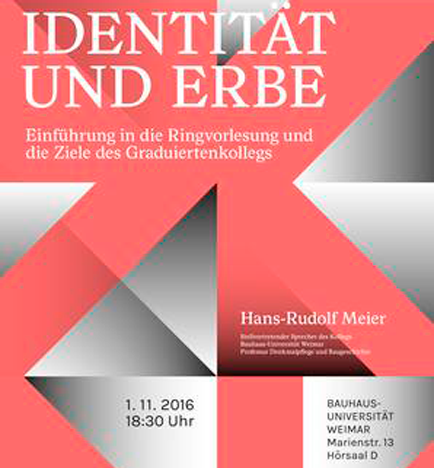 IDENTITÄT
UND ERBE
Einführung in die Ringvorlesung und
die Ziele des Graduiertenkollegs
Hans-Rudolf Meier
Stellvertretender Sprecher des Kollegs
Bauhaus-Universität Weimar
Professur Denkmalpflege und Baugeschichte
1. 11. 2016
18:30 Uhr
BAUHAUS-
UNIVERSITÄT
WEIMAR
Marienstr. 13
Hörsaal D